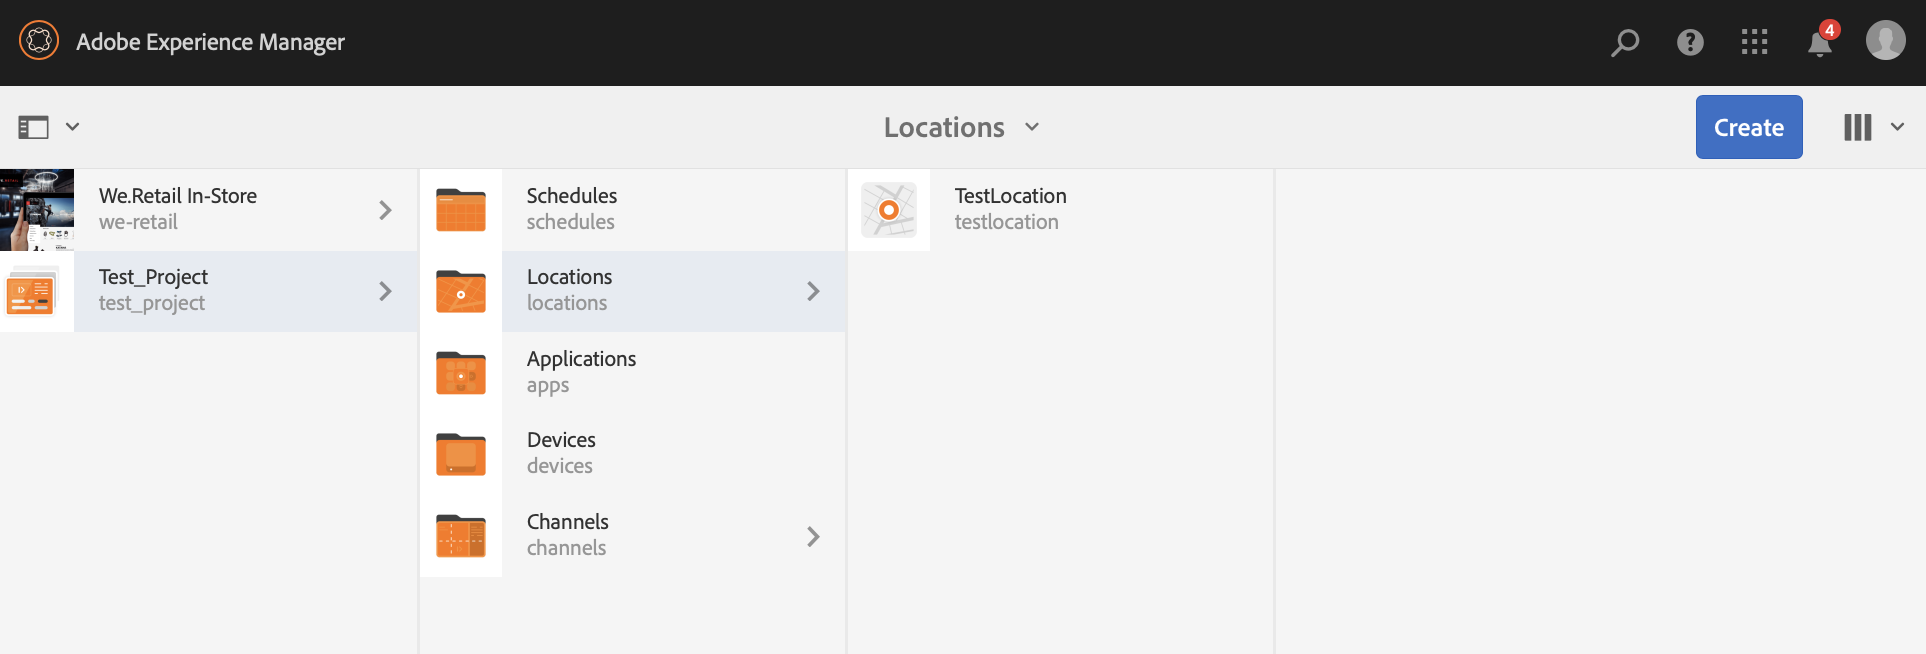 Adobe Experience Manager
4
Locations
Create
We.Retail In-Store
we-retail
Test_Project
test_project
Schedules
schedules
Locations
locations
Applications
apps
Devices
devices
Channels
channels
TestLocation
testlocation